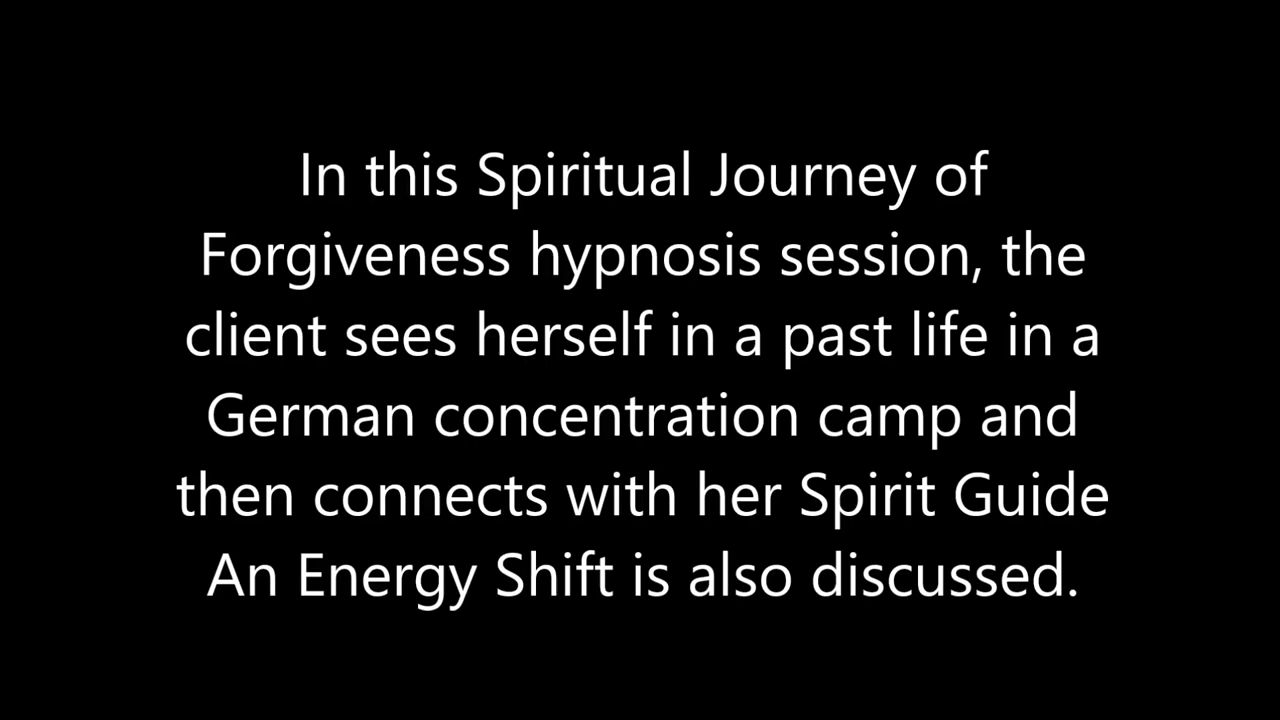 In this Spiritual Journey of
Forgiveness hypnosis session, the
client sees herself in a past life in a
German concentration camp and
then connects with her Spirit Guide
An Energy Shift is also discussed.